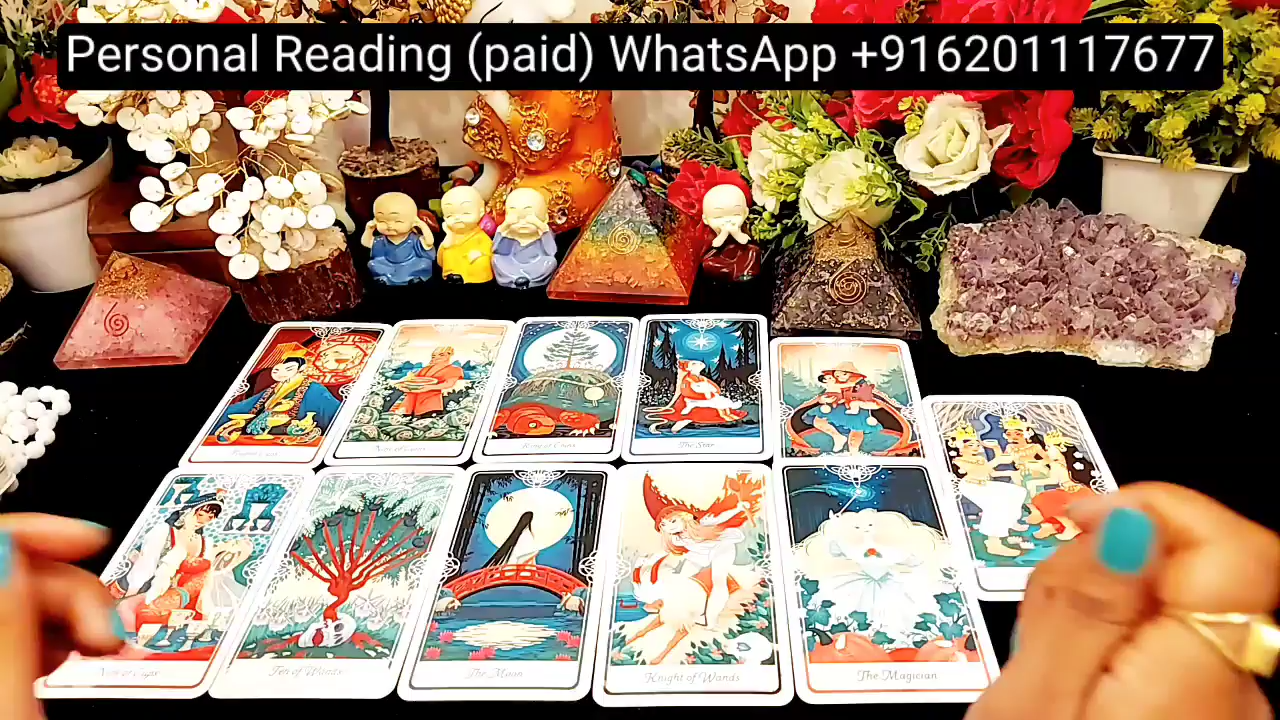 Personal Reading (paid) WhatsApp +916201117677
The Star
Ten of Wands
The Moon
Knight of Wands
The Magician